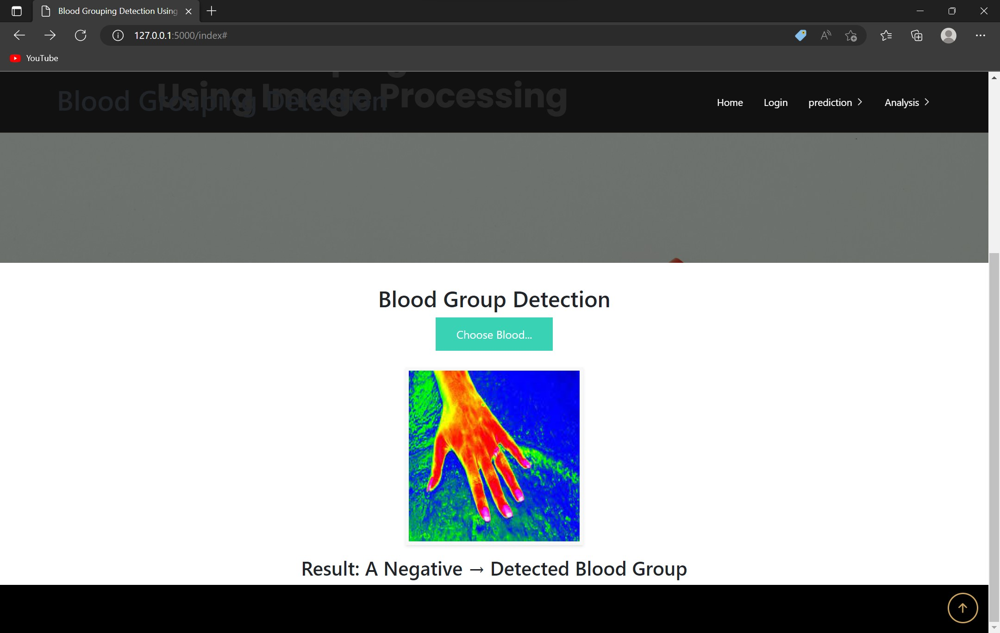 Blood Grouping Detection Using
127.0.0.1:5000/index#
YouTube
Using Image Processing
Blood Grouping Detection
Home
Login
prediction
Analysis
Blood Group Detection
Choose Blood...
Result: A Negative → Detected Blood Group